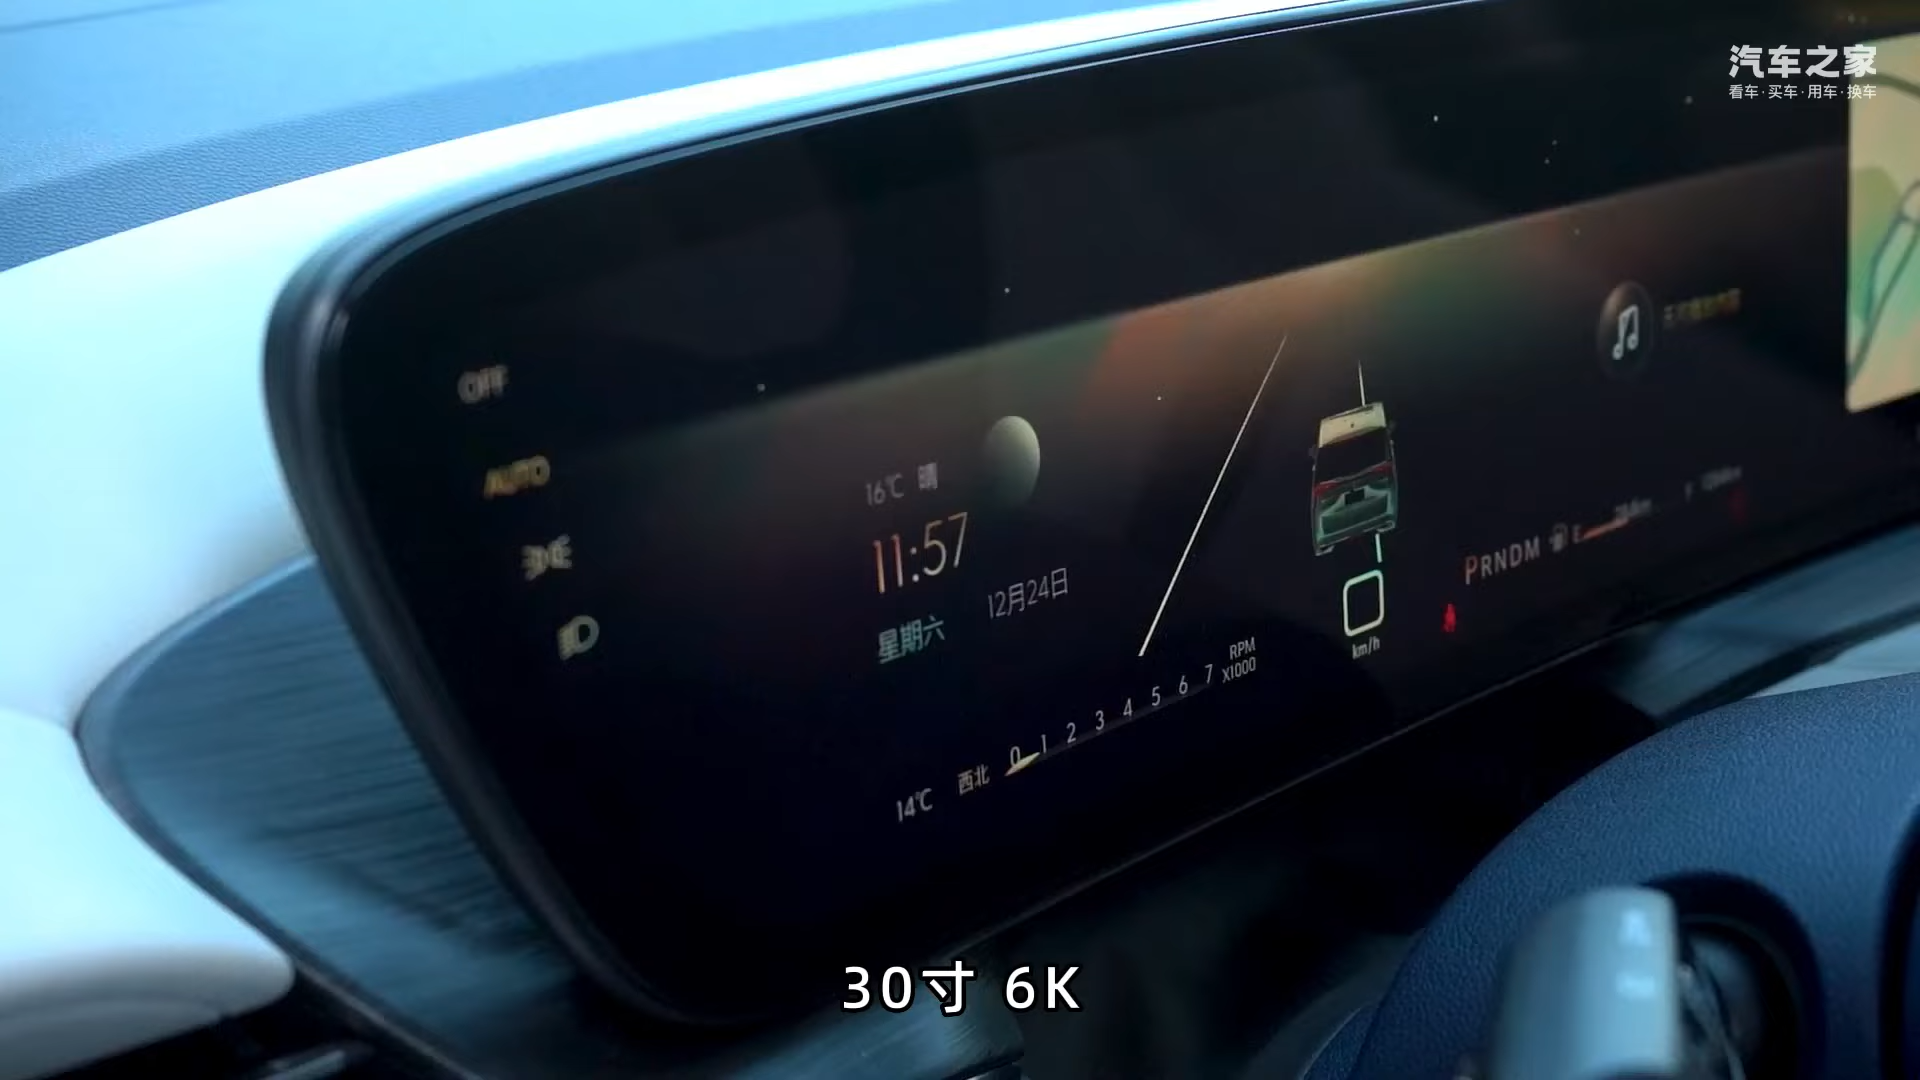 汽车之家
看车·买车·用车·换车
OFF
AUTO
16℃ 晴
11:57
12月24日
星期六
14℃ 西北
0 1 2 3 4 5 6 7
RPM
X1000
km/h
PRNDM
E
30寸 6K